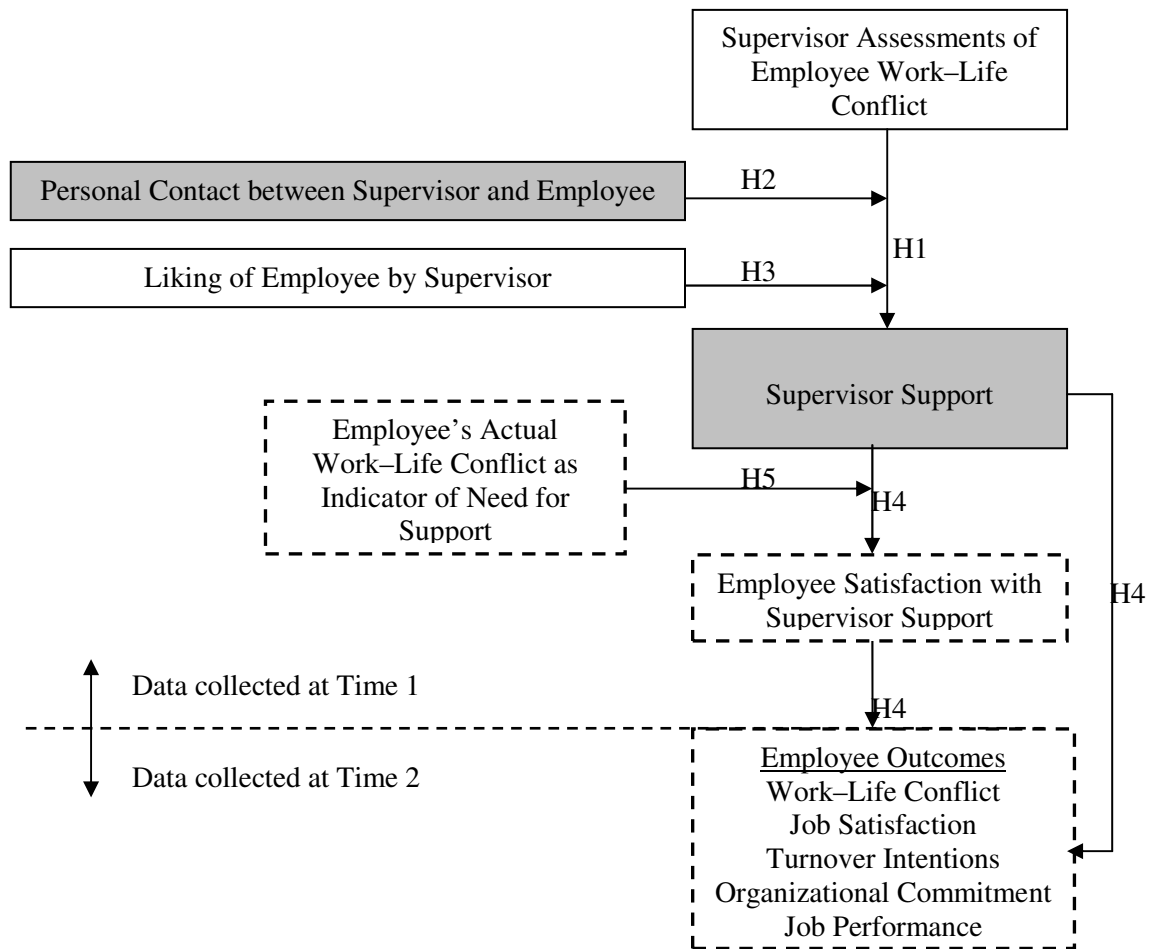 Supervisor Assessments of
Employee Work–Life
Conflict
Personal Contact between Supervisor and Employee
H2
H1
Liking of Employee by Supervisor
H3
Supervisor Support
Employee's Actual
Work–Life Conflict as
Indicator of Need for
Support
H5
H4
Employee Satisfaction with
Supervisor Support
H4
Data collected at Time 1
H4
Data collected at Time 2
Employee Outcomes
Work–Life Conflict
Job Satisfaction
Turnover Intentions
Organizational Commitment
Job Performance